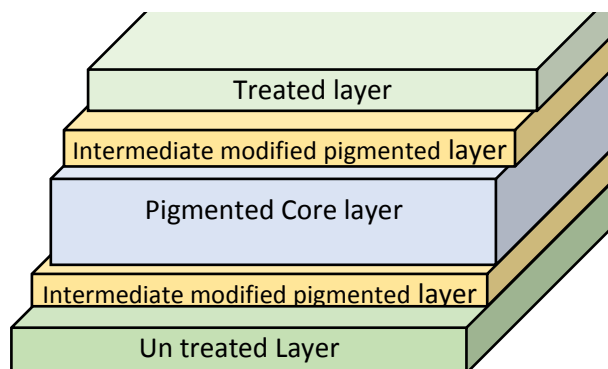 Treated layer
Intermediate modified pigmented layer
Pigmented Core layer
Intermediate modified pigmented layer
Un treated Layer